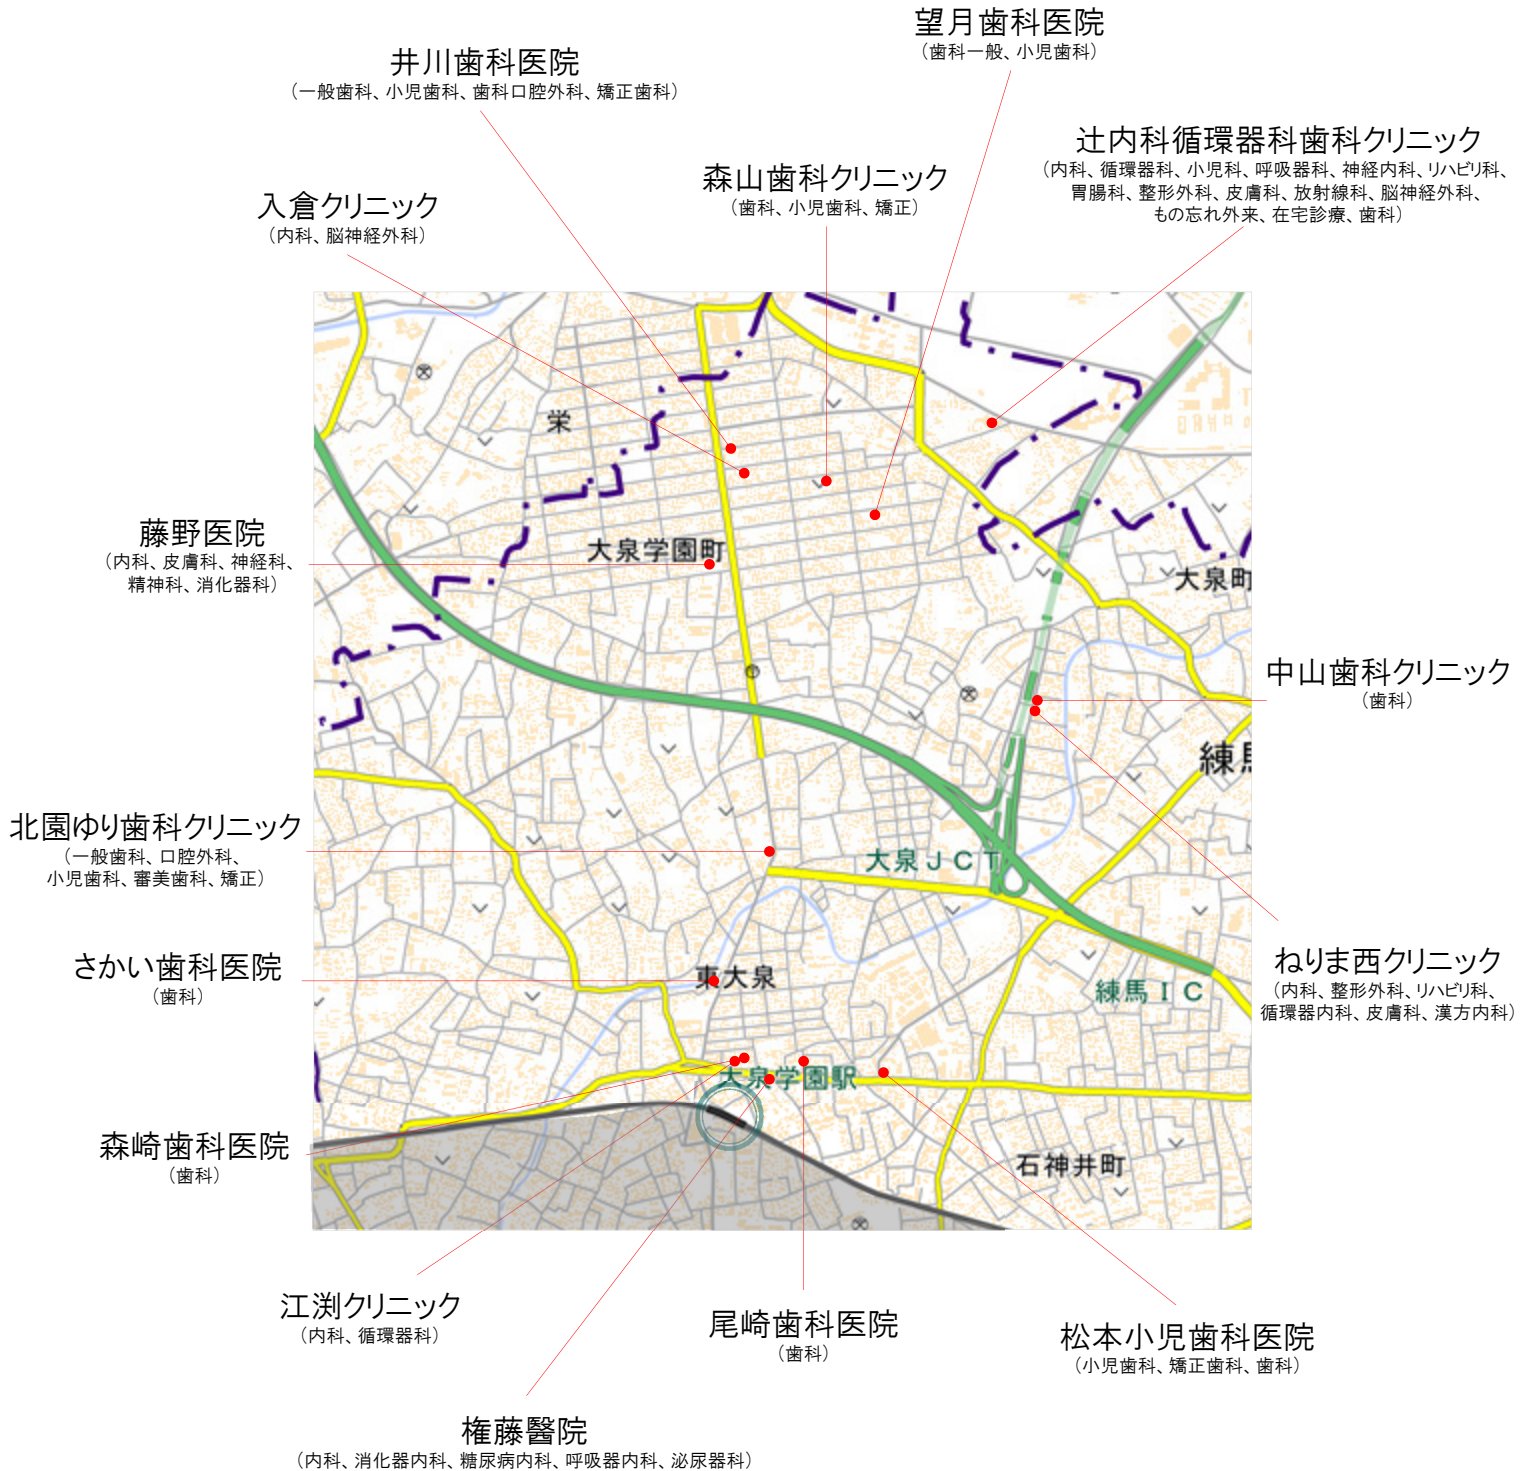 望月歯科医院
（歯科一般、小児歯科）
井川歯科医院
（一般歯科、小児歯科、歯科口腔外科、矯正歯科）
辻内科循環器科歯科クリニック
（内科、循環器科、小児科、呼吸器科、神経内科、リハビリ科、
胃腸科、整形外科、皮膚科、放射線科、脳神経外科、
もの忘れ外来、在宅診療、歯科）
森山歯科クリニック
（歯科、小児歯科、矯正）
入倉クリニック
（内科、脳神経外科）
栄
藤野医院
（内科、皮膚科、神経科、
精神科、消化器科）
大泉学園町
大泉町
中山歯科クリニック
（歯科）
練馬
北園ゆり歯科クリニック
（一般歯科、口腔外科、
小児歯科、審美歯科、矯正）
大泉ＪＣＴ
さかい歯科医院
（歯科）
東大泉
練馬ＩＣ
ねりま西クリニック
（内科、整形外科、リハビリ科、
循環器内科、皮膚科、漢方内科）
大泉学園駅
森崎歯科医院
（歯科）
石神井町
江渕クリニック
（内科、循環器科）
尾崎歯科医院
（歯科）
松本小児歯科医院
（小児歯科、矯正歯科、歯科）
権藤醫院
（内科、消化器内科、糖尿病内科、呼吸器内科、泌尿器科）